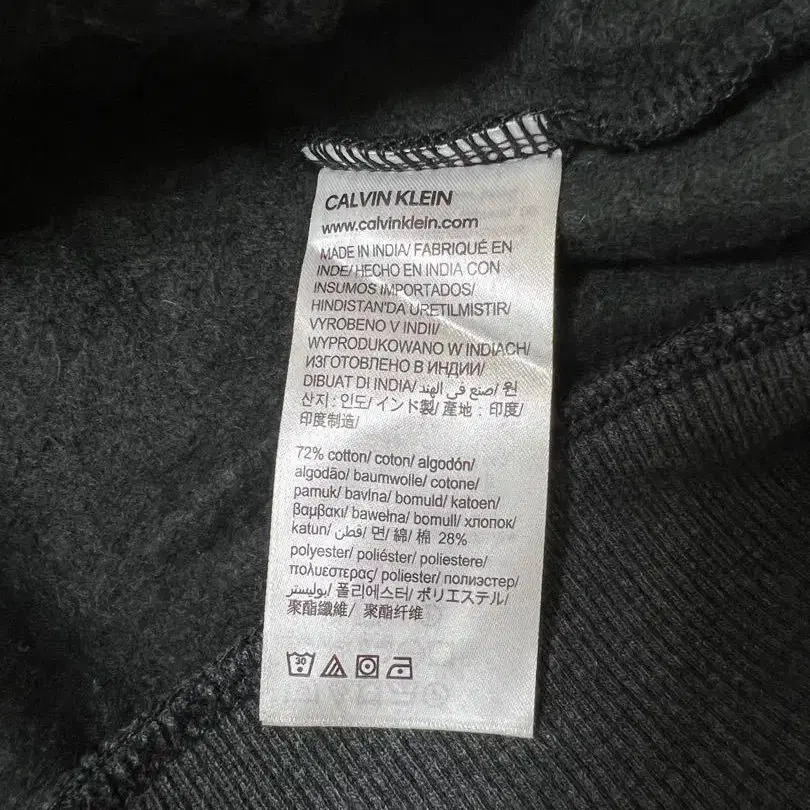 CALVIN KLEIN
www.calvinklein.com
MADE IN INDIA/ FABRIQUÉ EN
INDE/ HECHO EN INDIA CON
INSUMOS IMPORTADOS/
HINDISTAN'DA URETILMISTIR/
VYROBENO V INDII/
WYPRODUKOWANO W INDIACH/
ИЗГОТОВЛЕНО В ИНДИИ/
DIBUAT DI INDIA/ صنع في الهند/ 원
산지 : 인도/ インド製/ 產地 : 印度/
印度制造/
72% cotton/ coton/ algodón/
algodão/ baumwolle/ cotone/
pamuk/ bavlna/ bomuld/ katoen/
βαμβακι/ bawełna/ bomull/ хлопок/
katun/ قطن/ 면/ 綿/ 棉 28%
polyester/ poliéster/ poliestere/
πολυεστερας/ poliester/ полиэстер/
بوليستر/ 폴리에스터/ ポリエステル/
聚酯纖維/ 聚酯纤维
30